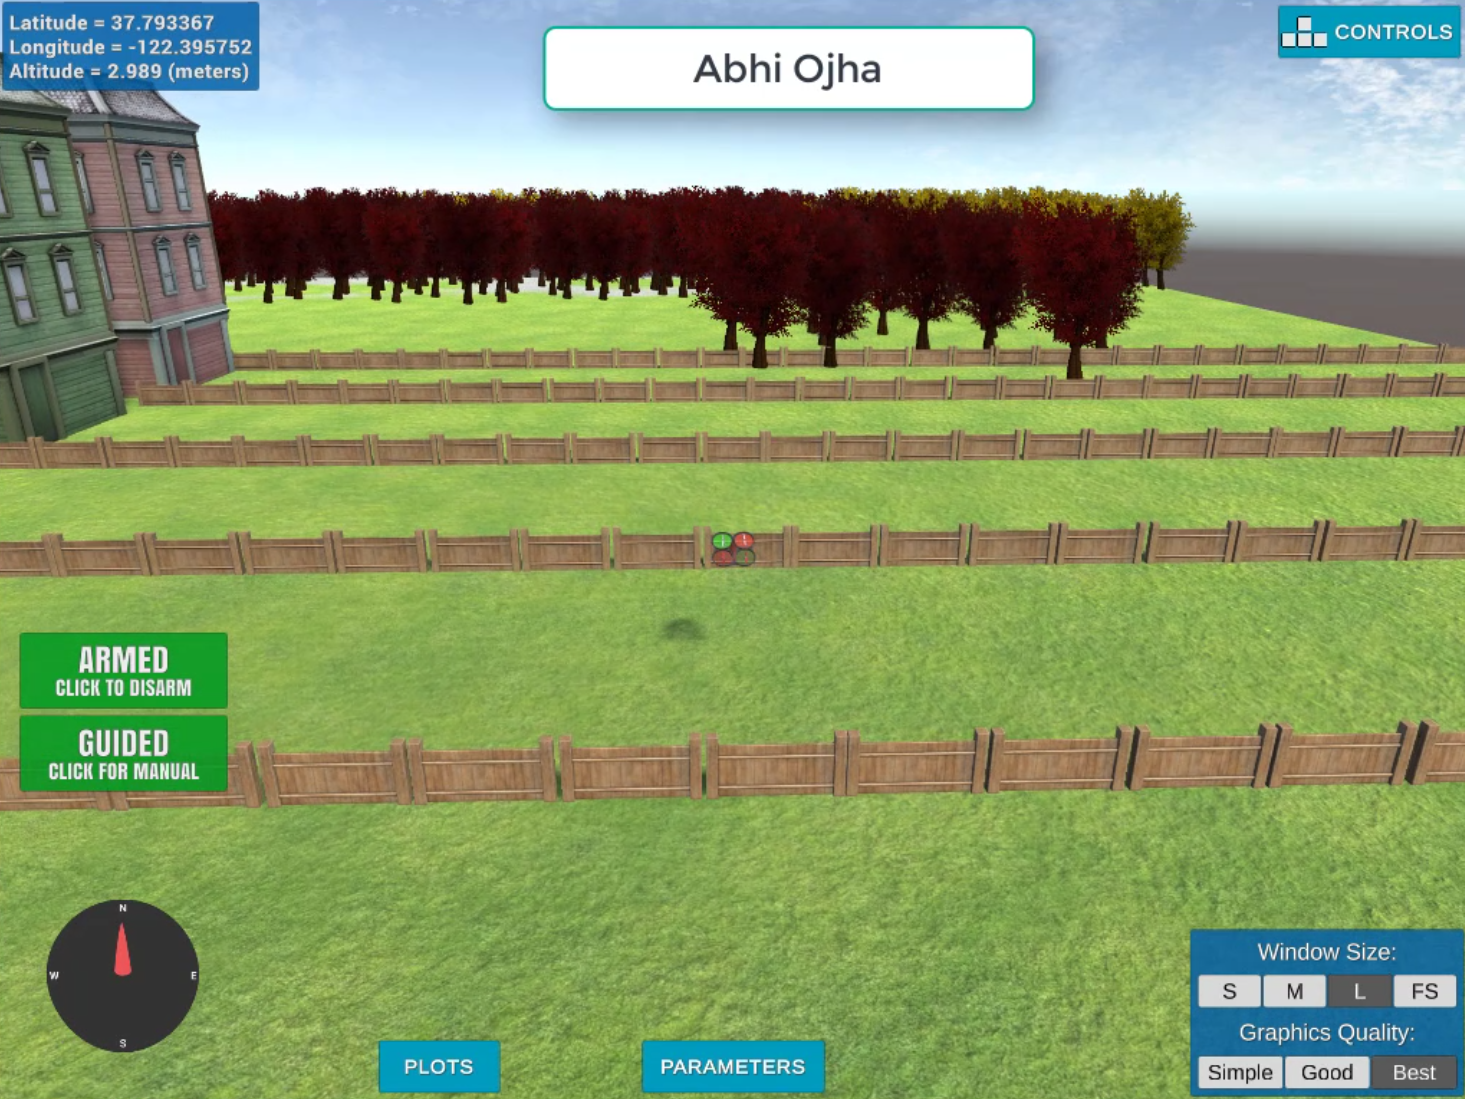 Latitude = 37.793367
Longitude = -122.395752
Altitude = 2.989 (meters)
Abhi Ojha
CONTROLS
ARMED
CLICK TO DISARM
GUIDED
CLICK FOR MANUAL
N
W
E
S
PLOTS
PARAMETERS
Window Size:
S M L FS
Graphics Quality:
Simple Good Best